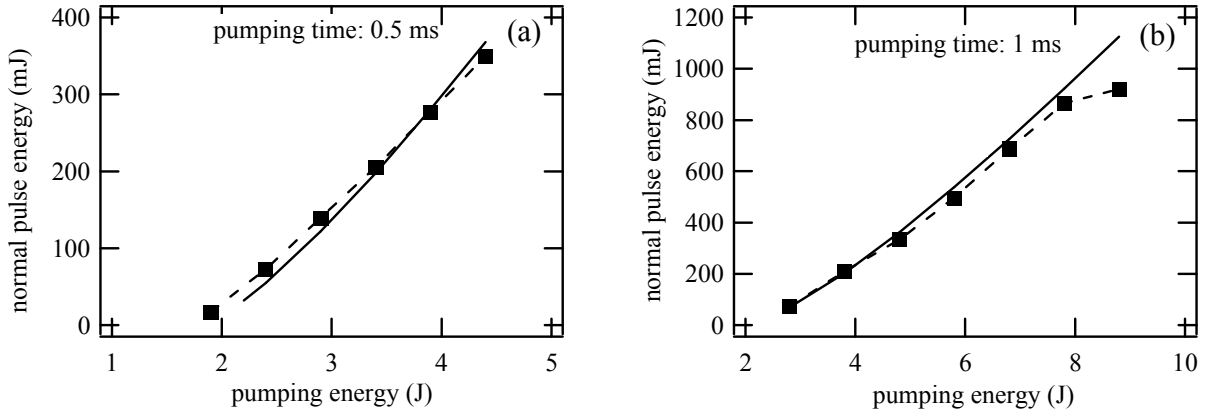 pumping time: 0.5 ms
(a)
normal pulse energy (mJ)
400
300
200
100
0
1 2 3 4 5
pumping energy (J)
pumping time: 1 ms
(b)
normal pulse energy (mJ)
1200
1000
800
600
400
200
0
2 4 6 8 10
pumping energy (J)